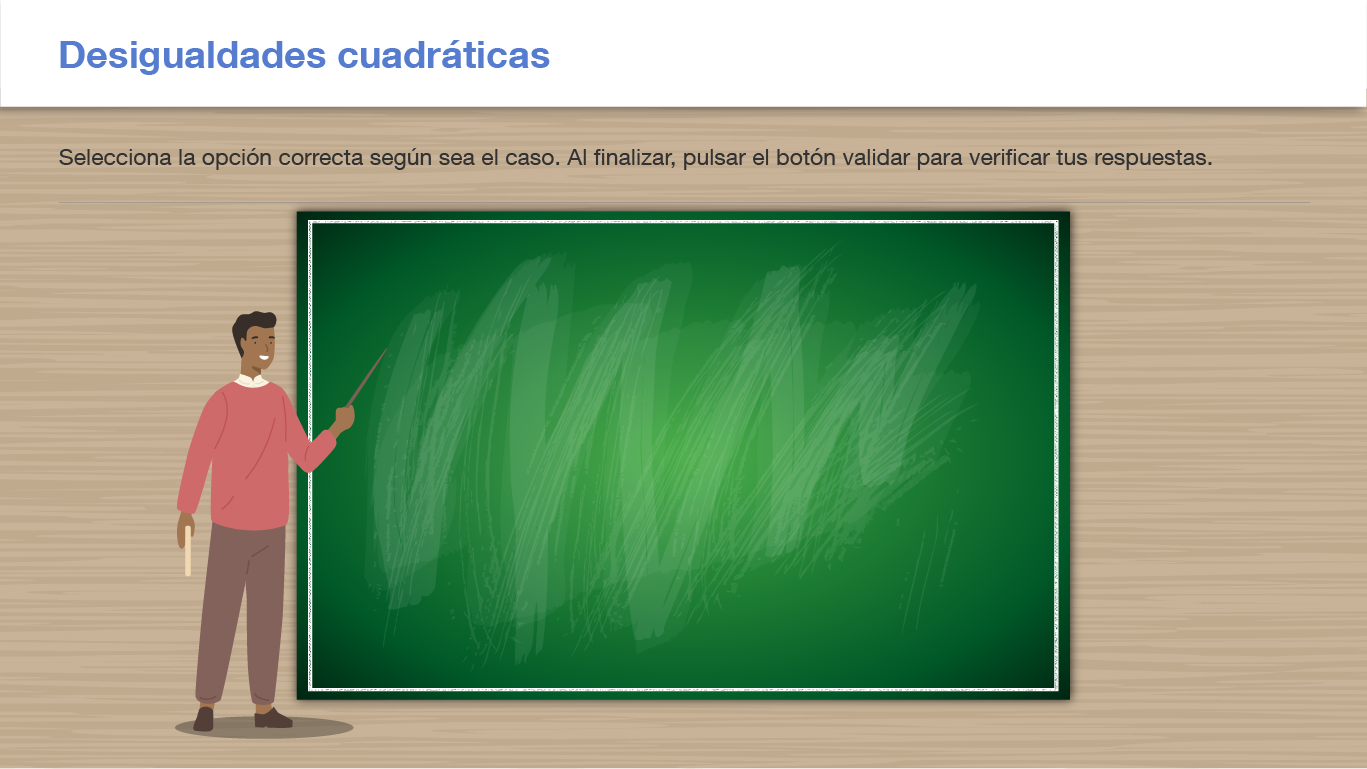 Desigualdades cuadráticas
Selecciona la opción correcta según sea el caso. Al finalizar, pulsar el botón validar para verificar tus respuestas.